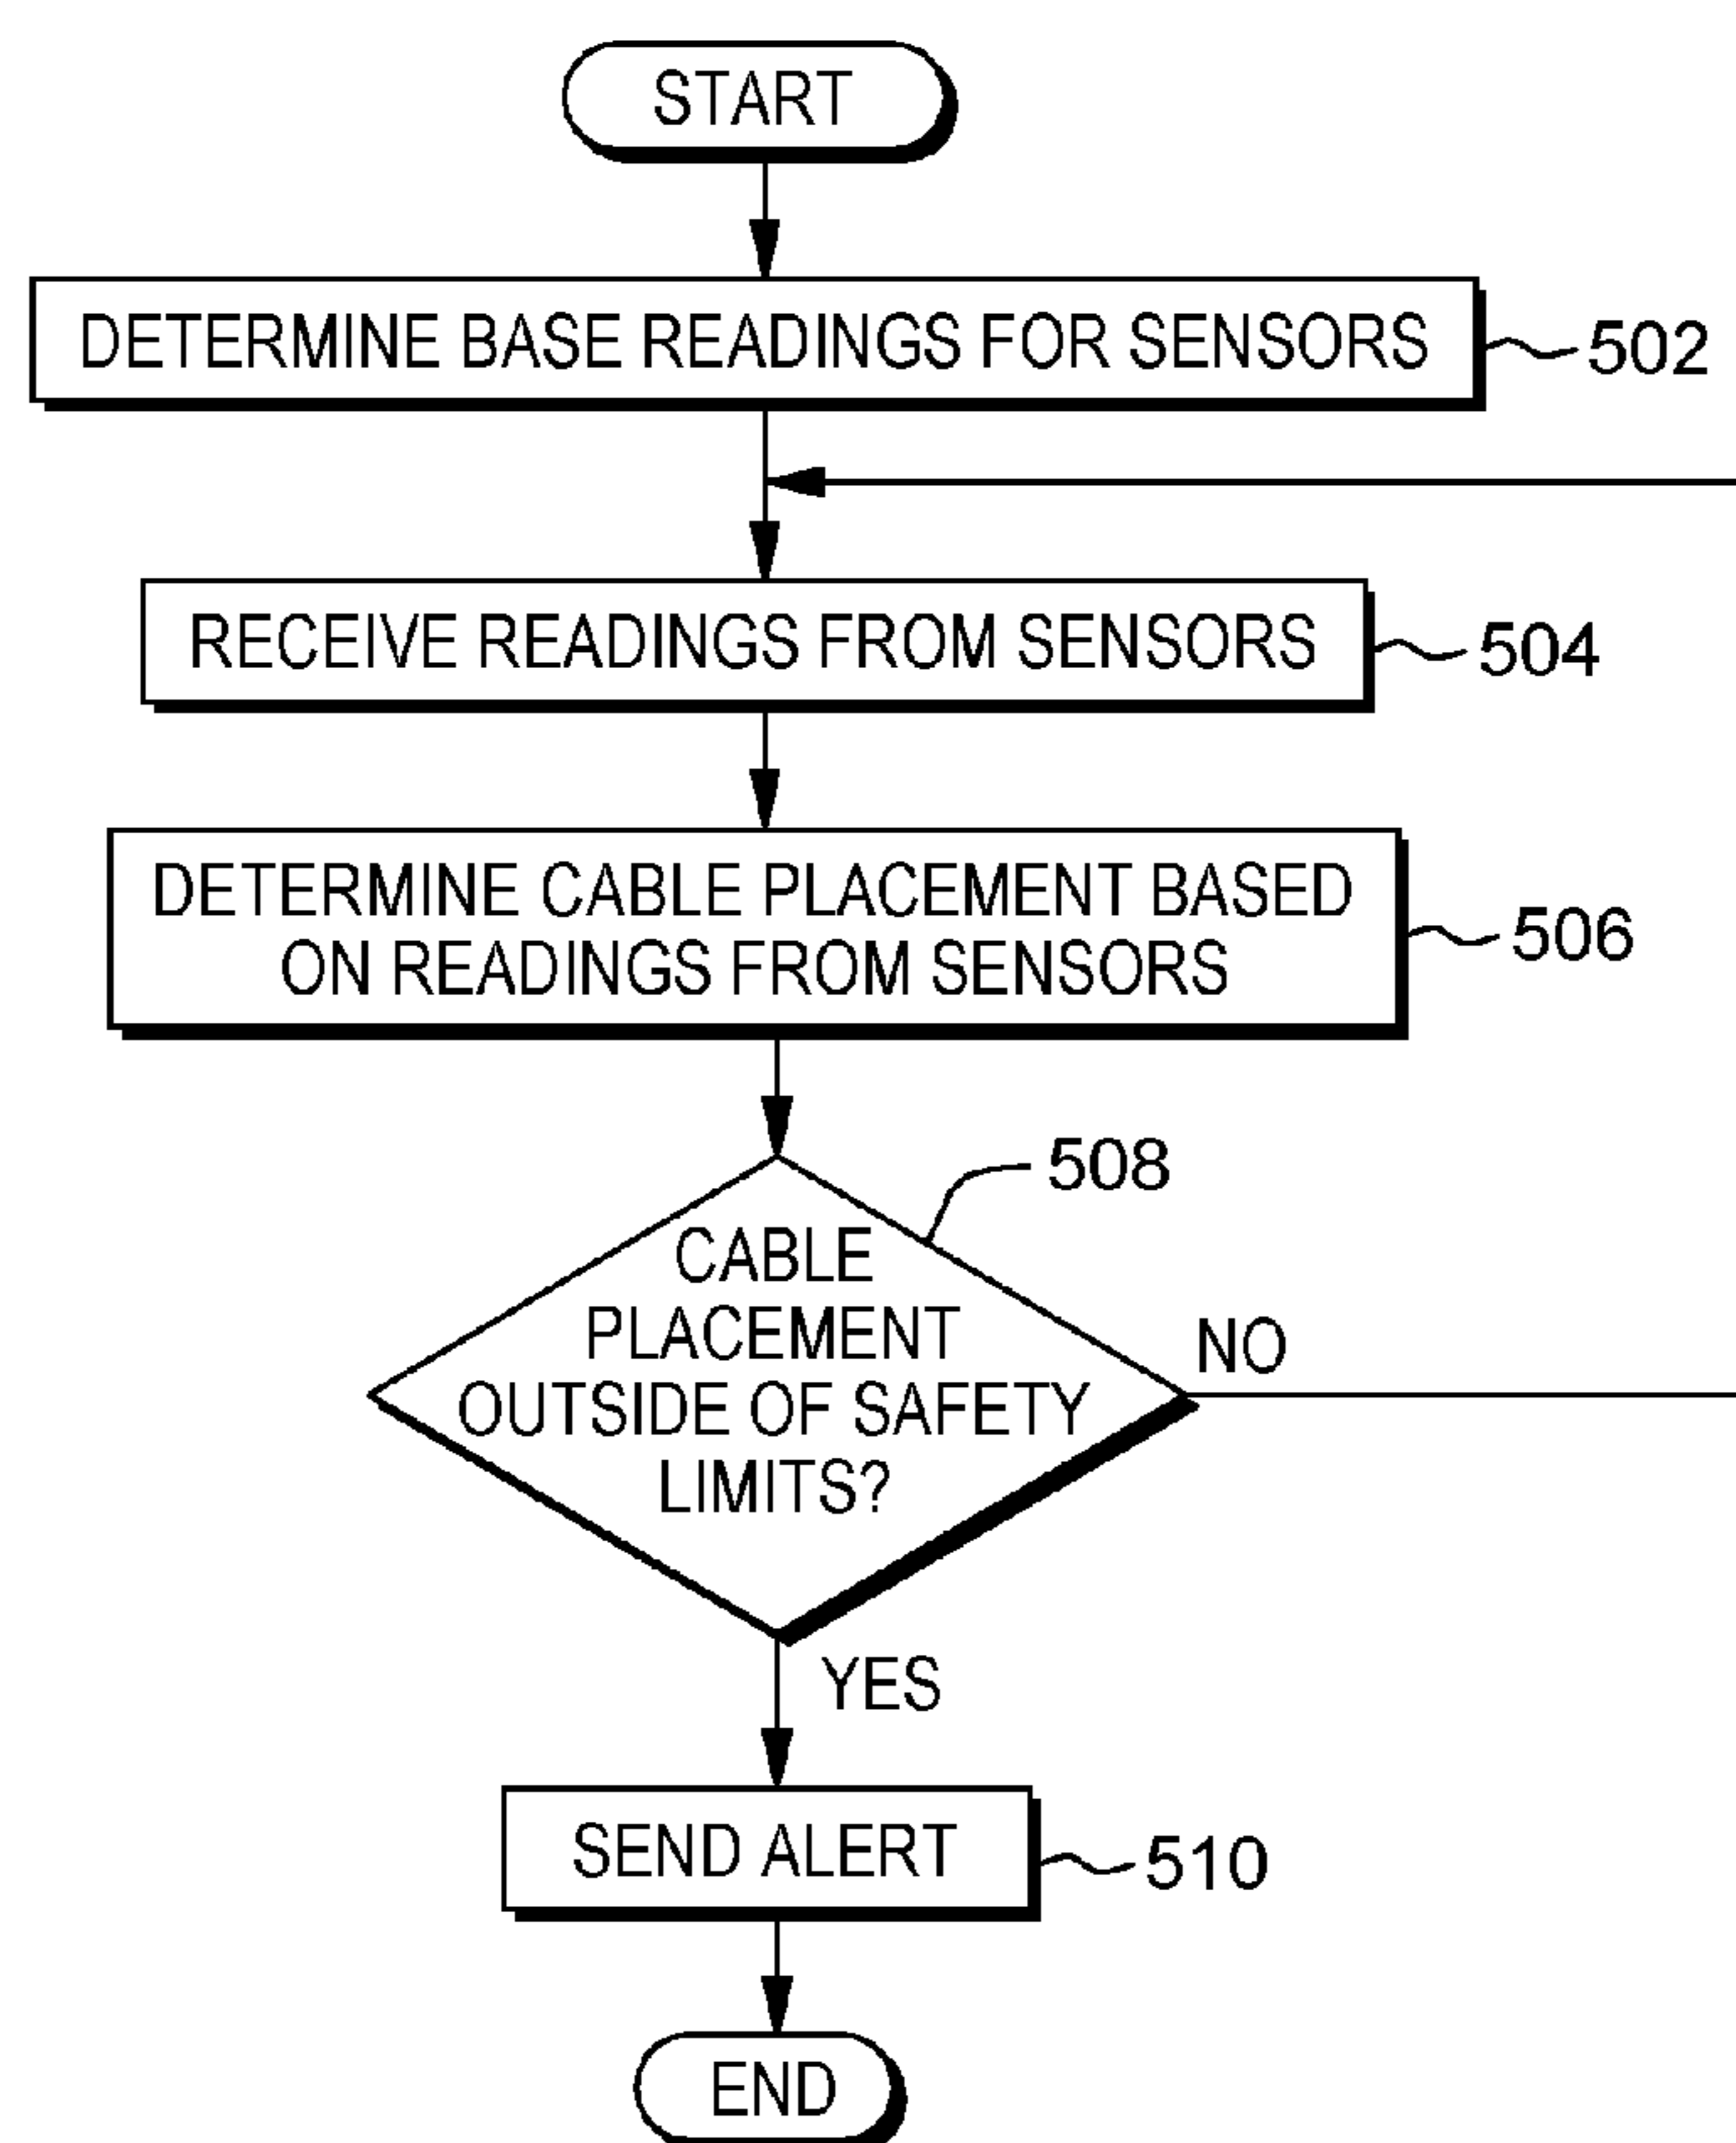 START
DETERMINE BASE READINGS FOR SENSORS
502
RECEIVE READINGS FROM SENSORS
504
DETERMINE CABLE PLACEMENT BASED
ON READINGS FROM SENSORS
506
508
CABLE
PLACEMENT
OUTSIDE OF SAFETY
LIMITS?
NO
YES
SEND ALERT
510
END